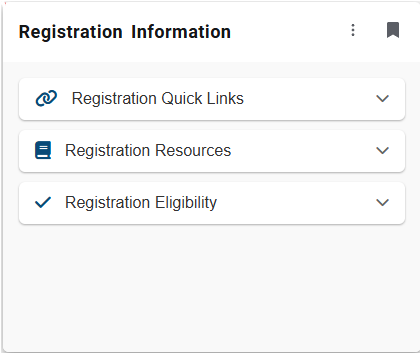 Registration Information
Registration Quick Links
Registration Resources
Registration Eligibility